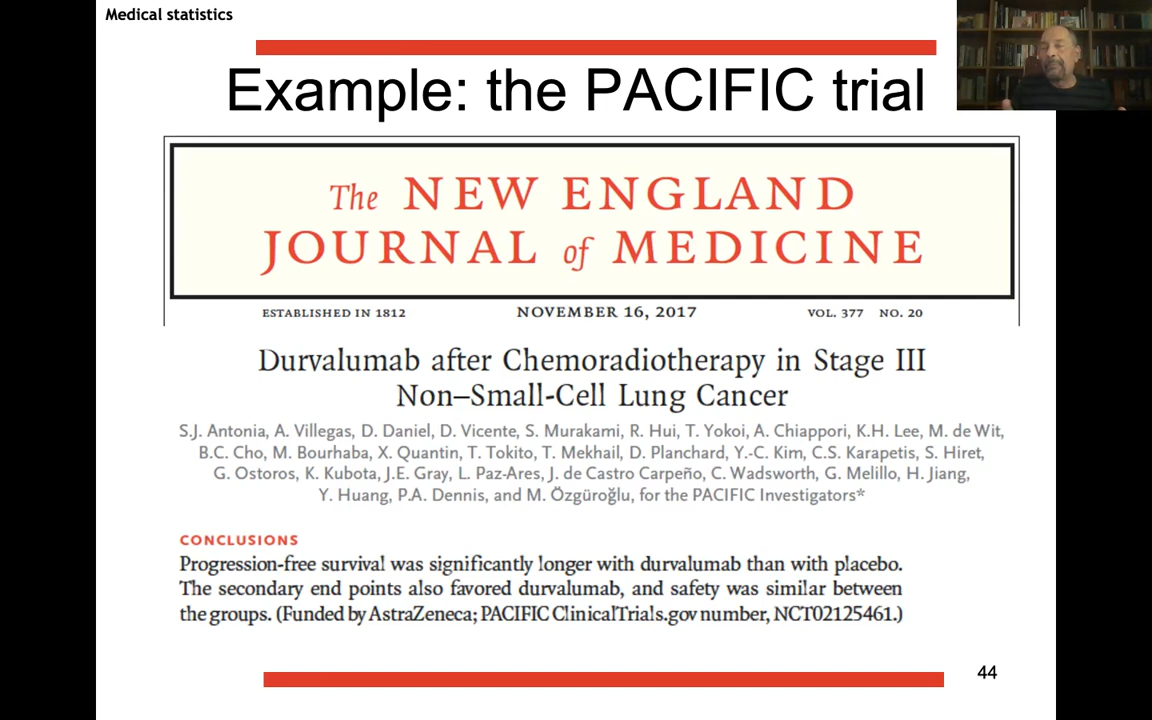 Medical statistics
Example: the PACIFIC trial
The NEW ENGLAND
JOURNAL of MEDICINE
ESTABLISHED IN 1812 NOVEMBER 16, 2017 VOL. 377 NO. 20
Durvalumab after Chemoradiotherapy in Stage III
Non–Small-Cell Lung Cancer
S.J. Antonia, A. Villegas, D. Daniel, D. Vicente, S. Murakami, R. Hui, T. Yokoi, A. Chiappori, K.H. Lee, M. de Wit,
B.C. Cho, M. Bourhaba, X. Quantin, T. Tokito, T. Mekhail, D. Planchard, Y.-C. Kim, C.S. Karapetis, S. Hiret,
G. Ostoros, K. Kubota, J.E. Gray, L. Paz-Ares, J. de Castro Carpeño, C. Wadsworth, G. Melillo, H. Jiang,
Y. Huang, P.A. Dennis, and M. Özgüroğlu, for the PACIFIC Investigators*
CONCLUSIONS
Progression-free survival was significantly longer with durvalumab than with placebo.
The secondary end points also favored durvalumab, and safety was similar between
the groups. (Funded by AstraZeneca; PACIFIC ClinicalTrials.gov number, NCT02125461.)
44